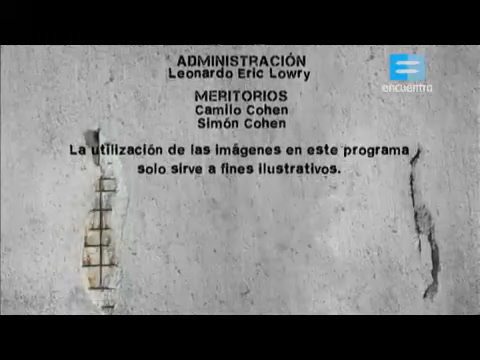 ADMINISTRACIÓN
Leonardo Eric Lowry
MERITORIOS
Camilo Cohen
Simón Cohen
La utilización de las imágenes en este programa
solo sirve a fines ilustrativos.
encuentro